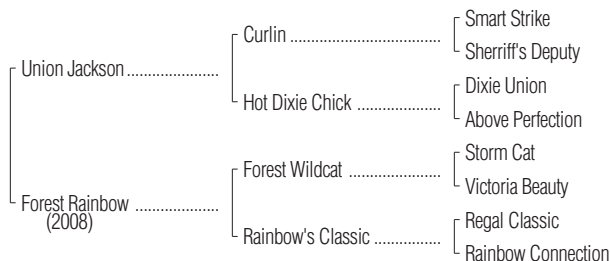 Smart Strike
Curlin
Sheriff's Deputy
Union Jackson
Dixie Union
Hot Dixie Chick
Above Perfection
Storm Cat
Forest Wildcat
Victoria Beauty
Forest Rainbow
(2008)
Regal Classic
Rainbow's Classic
Rainbow Connection